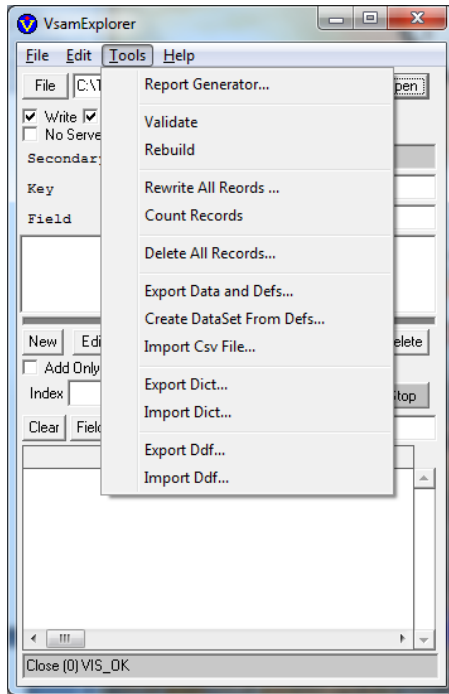 VsamExplorer
File Edit Tools Help
File C:\
Write
No Serve
Secondar
Key
Field
Report Generator...
Validate
Rebuild
Rewrite All Reords ...
Count Records
Delete All Records...
Export Data and Defs...
Create DataSet From Defs...
Import Csv File...
Export Dict...
Import Dict...
Export Ddf...
Import Ddf...
pen
New Edi elete
Add Only
Index top
Clear Field
Close (0) VIS_OK